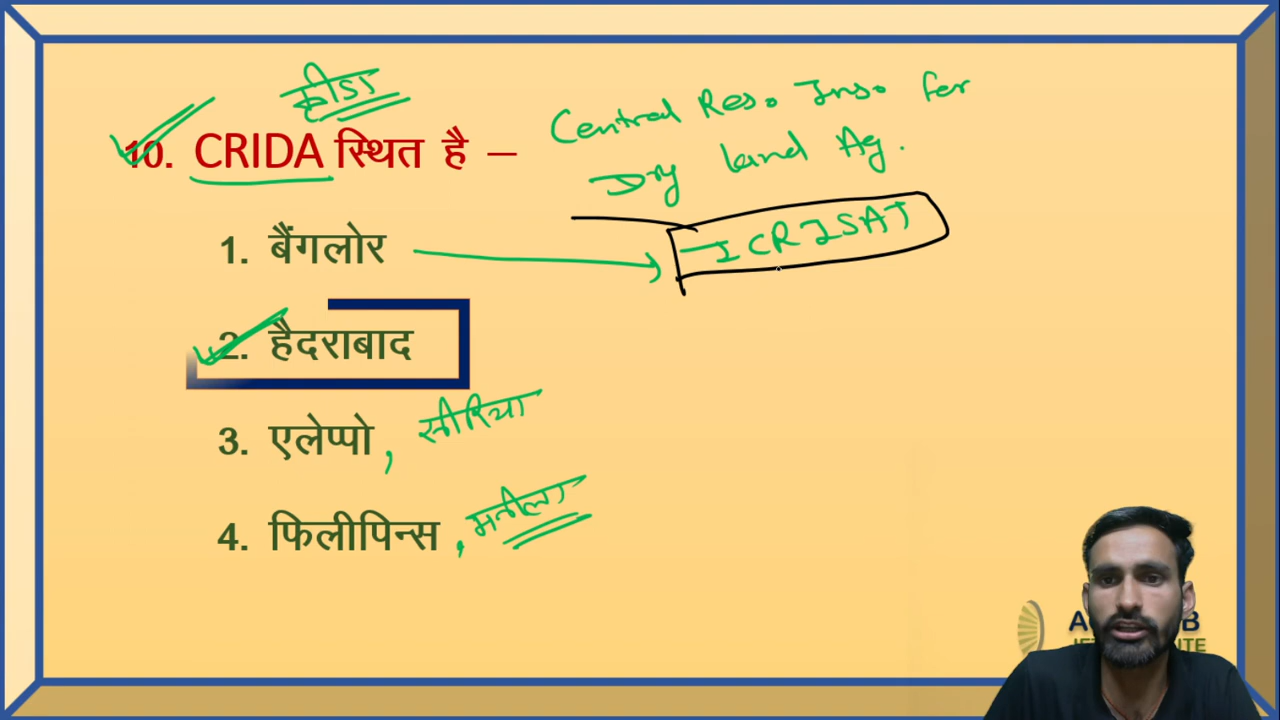 क्रीडा
10. CRIDA स्थित है –
Central Res. Ins. for
Dry land Ag.
1. बैंगलोर
ICRISAT
2. हैदराबाद
3. एलेप्पो, सीरिया
4. फिलीपिन्स, मनीला